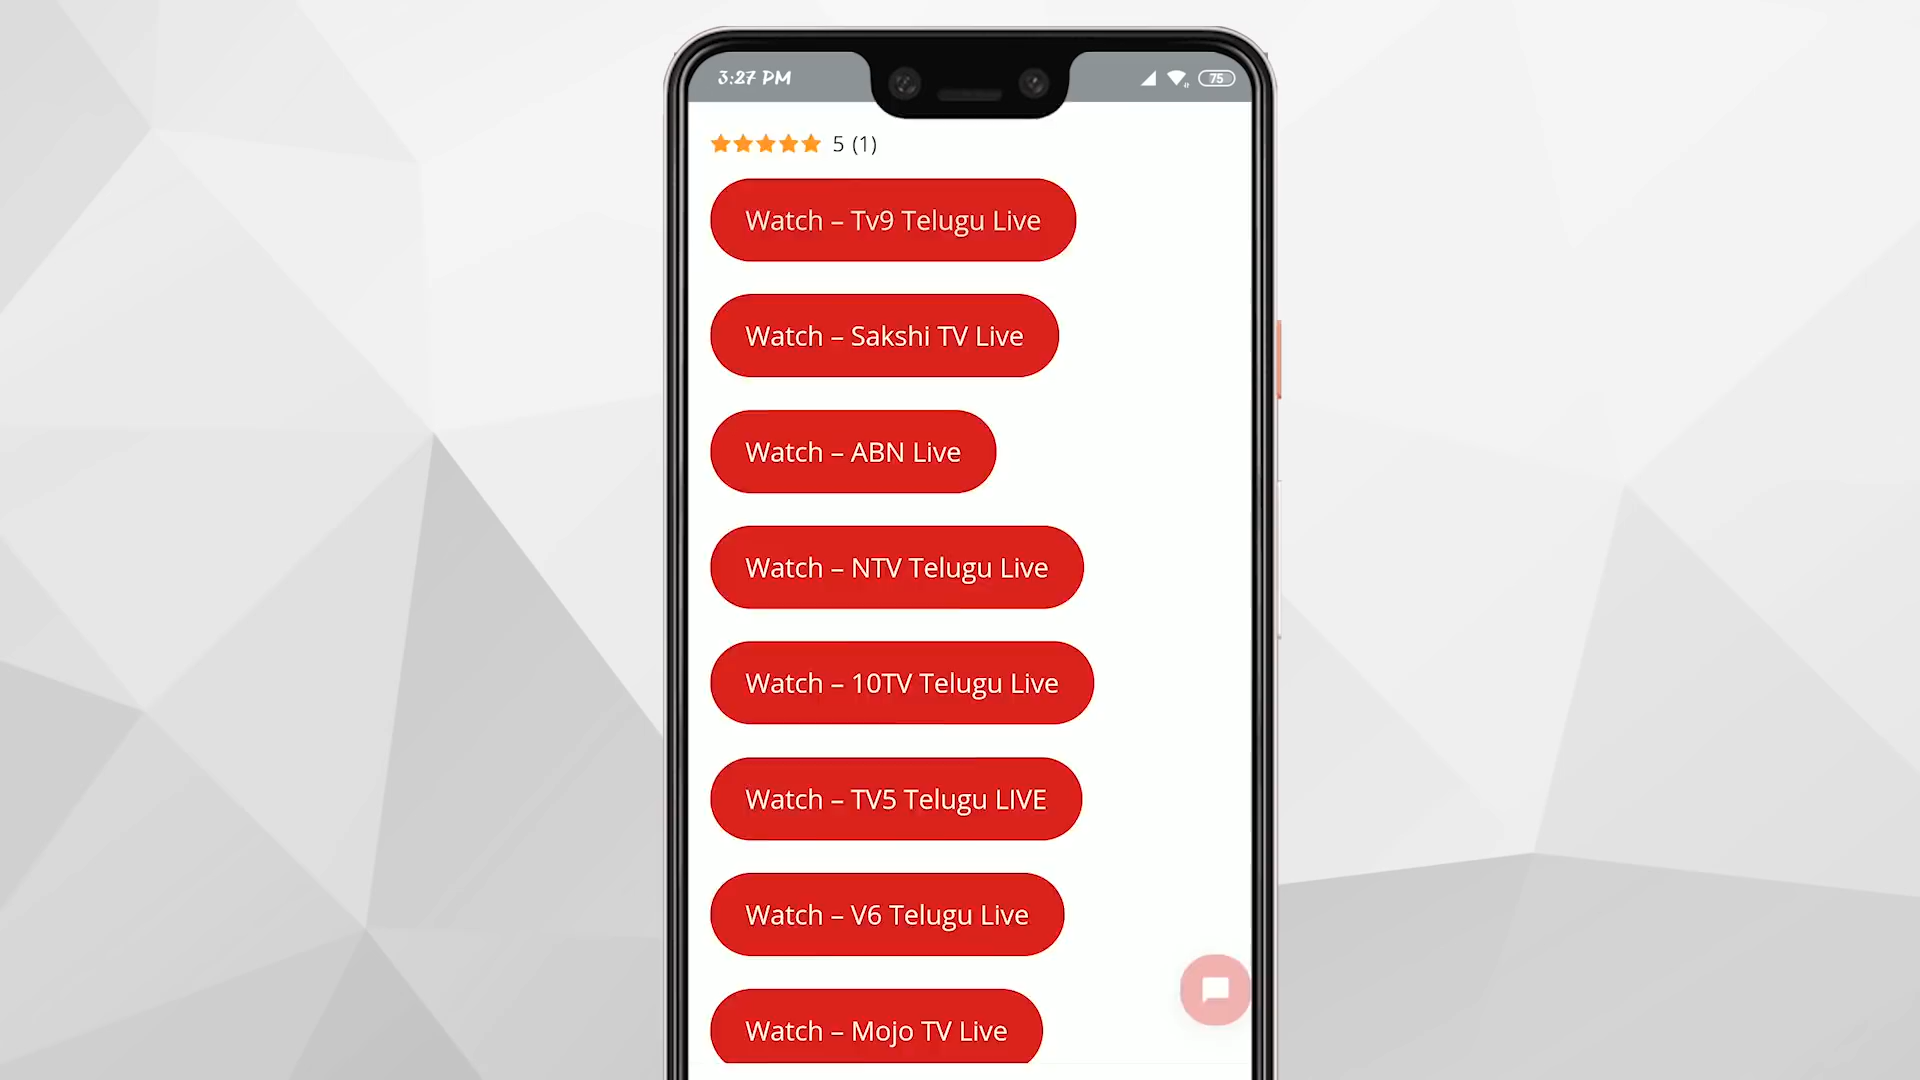 3:27 PM
75
5 (1)
Watch – Tv9 Telugu Live
Watch – Sakshi TV Live
Watch – ABN Live
Watch – NTV Telugu Live
Watch – 10TV Telugu Live
Watch – TV5 Telugu LIVE
Watch – V6 Telugu Live
Watch – Mojo TV Live